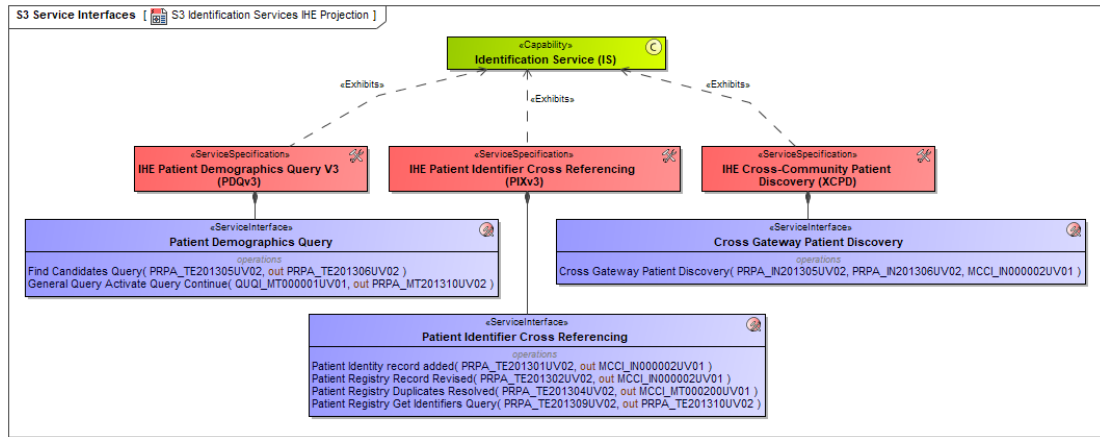 S3 Service Interfaces [ S3 Identification Services IHE Projection ]
«Capability»
C
Identification Service (IS)
«Exhibits»
«Exhibits»
«Exhibits»
«ServiceSpecification»
IHE Patient Demographics Query V3
(PDQv3)
«ServiceSpecification»
IHE Patient Identifier Cross Referencing
(PIXv3)
«ServiceSpecification»
IHE Cross-Community Patient
Discovery (XCPD)
«ServiceInterface»
Patient Demographics Query
operations
Find Candidates Query( PRPA_TE201305UV02, out PRPA_TE201306UV02 )
General Query Activate Query Continue( QUQI_MT000001UV01, out PRPA_MT201310UV02 )
«ServiceInterface»
Cross Gateway Patient Discovery
operations
Cross Gateway Patient Discovery( PRPA_IN201305UV02, PRPA_IN201306UV02, MCCI_IN000002UV01 )
«ServiceInterface»
Patient Identifier Cross Referencing
operations
Patient Identity record added( PRPA_TE201301UV02, out MCCI_IN000002UV01 )
Patient Registry Record Revised( PRPA_TE201302UV02, out MCCI_IN000002UV01 )
Patient Registry Duplicates Resolved( PRPA_TE201304UV02, out MCCI_MT000200UV01 )
Patient Registry Get Identifiers Query( PRPA_TE201309UV02, out PRPA_TE201310UV02 )